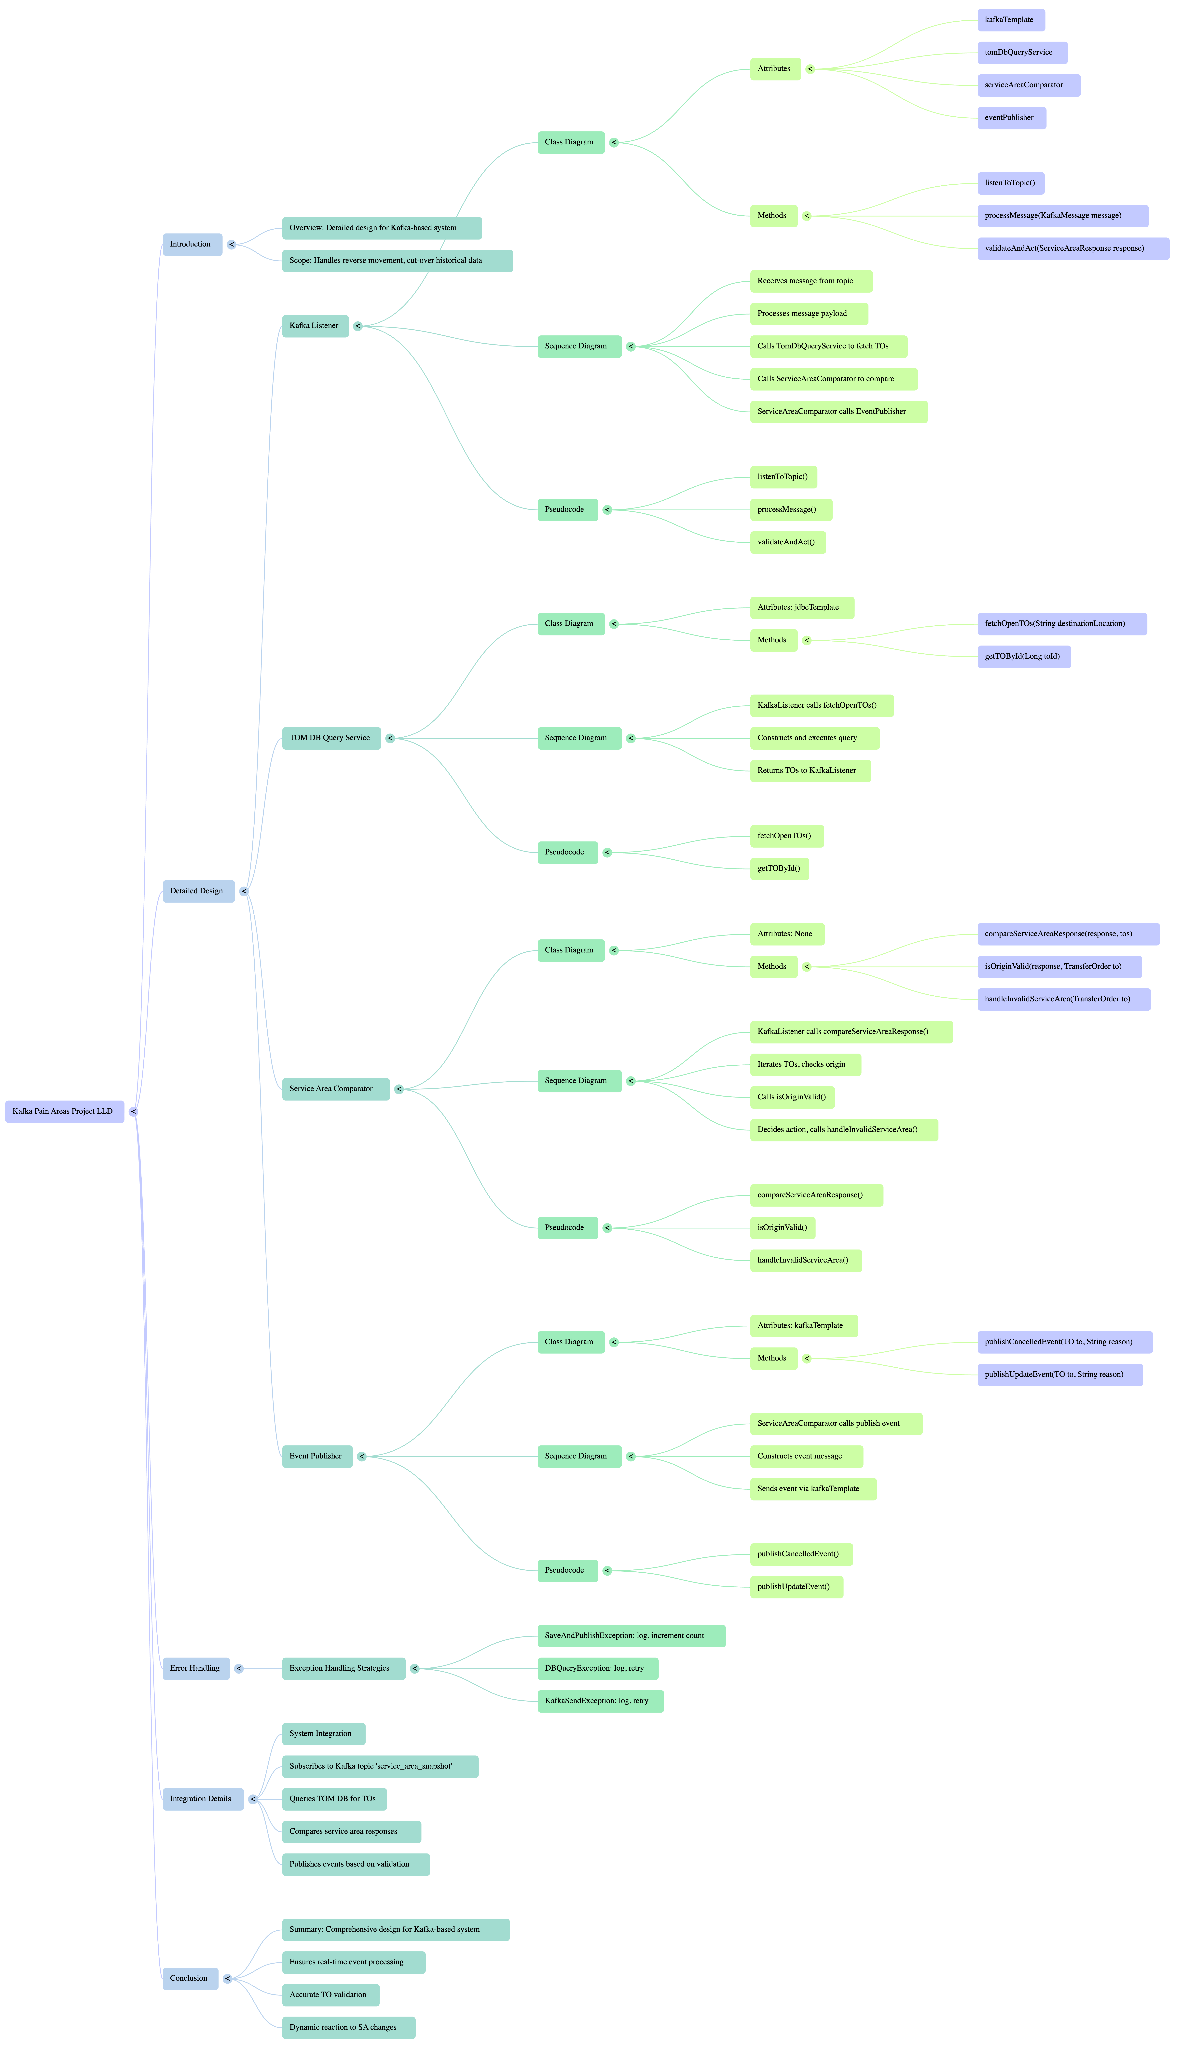 Kafka Pain Areas Project LLD
Introduction
Overview: Detailed design for Kafka-based system
Scope: Handles reverse movement, cut-over historical data
Detailed Design
Kafka Listener
Class Diagram
Attributes
kafkaTemplate
tomDbQueryService
serviceAreaComparator
eventPublisher
Methods
listenToTopic()
processMessage(KafkaMessage message)
validateAndAct(ServiceAreaResponse response)
Sequence Diagram
Receives message from topic
Processes message payload
Calls TomDbQueryService to fetch TOs
Calls ServiceAreaComparator to compare
ServiceAreaComparator calls EventPublisher
Pseudocode
listenToTopic()
processMessage()
validateAndAct()
TOM DB Query Service
Class Diagram
Attributes: jdbcTemplate
Methods
fetchOpenTOs(String destinationLocation)
getTOById(Long toId)
Sequence Diagram
KafkaListener calls fetchOpenTOs()
Constructs and executes query
Returns TOs to KafkaListener
Pseudocode
fetchOpenTOs()
getTOById()
Service Area Comparator
Class Diagram
Attributes: None
Methods
compareServiceAreaResponse(response, tos)
isOriginValid(response, TransferOrder to)
handleInvalidServiceArea(TransferOrder to)
Sequence Diagram
KafkaListener calls compareServiceAreaResponse()
Iterates TOs, checks origin
Calls isOriginValid()
Decides action, calls handleInvalidServiceArea()
Pseudocode
compareServiceAreaResponse()
isOriginValid()
handleInvalidServiceArea()
Event Publisher
Class Diagram
Attributes: kafkaTemplate
Methods
publishCancelledEvent(TO to, String reason)
publishUpdateEvent(TO to, String reason)
Sequence Diagram
ServiceAreaComparator calls publish event
Constructs event message
Sends event via kafkaTemplate
Pseudocode
publishCancelledEvent()
publishUpdateEvent()
Error Handling
Exception Handling Strategies
SaveAndPublishException: log, increment count
DBQueryException: log, retry
KafkaSendException: log, retry
Integration Details
System Integration
Subscribes to Kafka topic 'service_area_snapshot'
Queries TOM DB for TOs
Compares service area responses
Publishes events based on validation
Conclusion
Summary: Comprehensive design for Kafka-based system
Ensures real-time event processing
Accurate TO validation
Dynamic reaction to SA changes